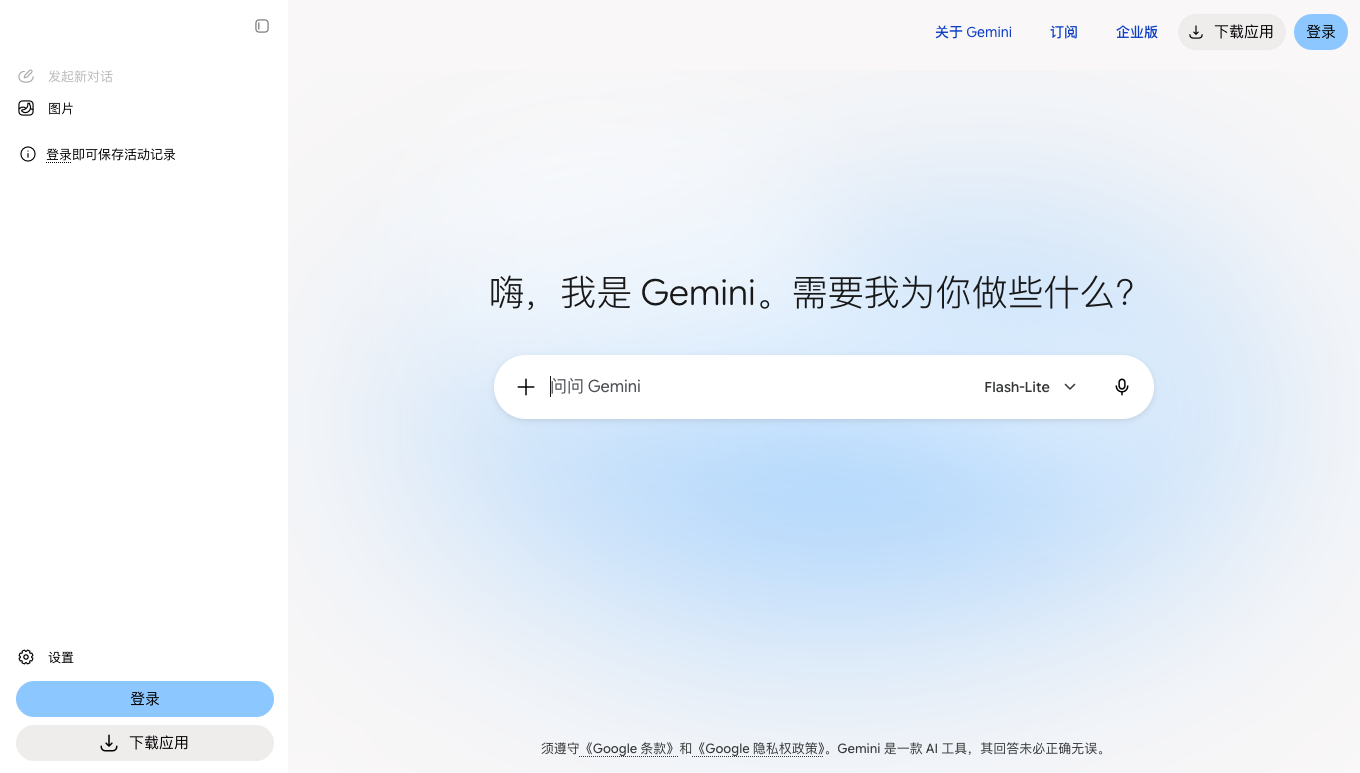 关于 Gemini
订阅
企业版
下载应用
登录
发起新对话
图片
登录即可保存活动记录
嗨，我是 Gemini。需要我为你做些什么？
问问 Gemini
Flash-Lite
设置
登录
下载应用
须遵守《Google 条款》和《Google 隐私权政策》。Gemini 是一款 AI 工具，其回答未必正确无误。